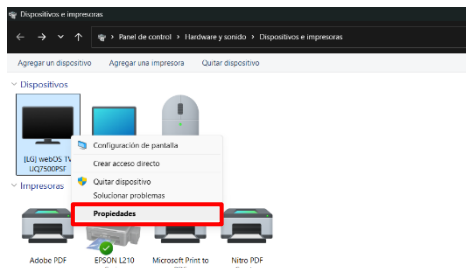 Dispositivos e impresoras
Panel de control > Hardware y sonido > Dispositivos e impresoras
Agregar un dispositivo Agregar una impresora Quitar dispositivo
Dispositivos
[LG] webOS TV
UQ7500PSF
Configuración de pantalla
Crear acceso directo
Quitar dispositivo
Solucionar problemas
Propiedades
Impresoras
Adobe PDF EPSON L210 Microsoft Print to Nitro PDF